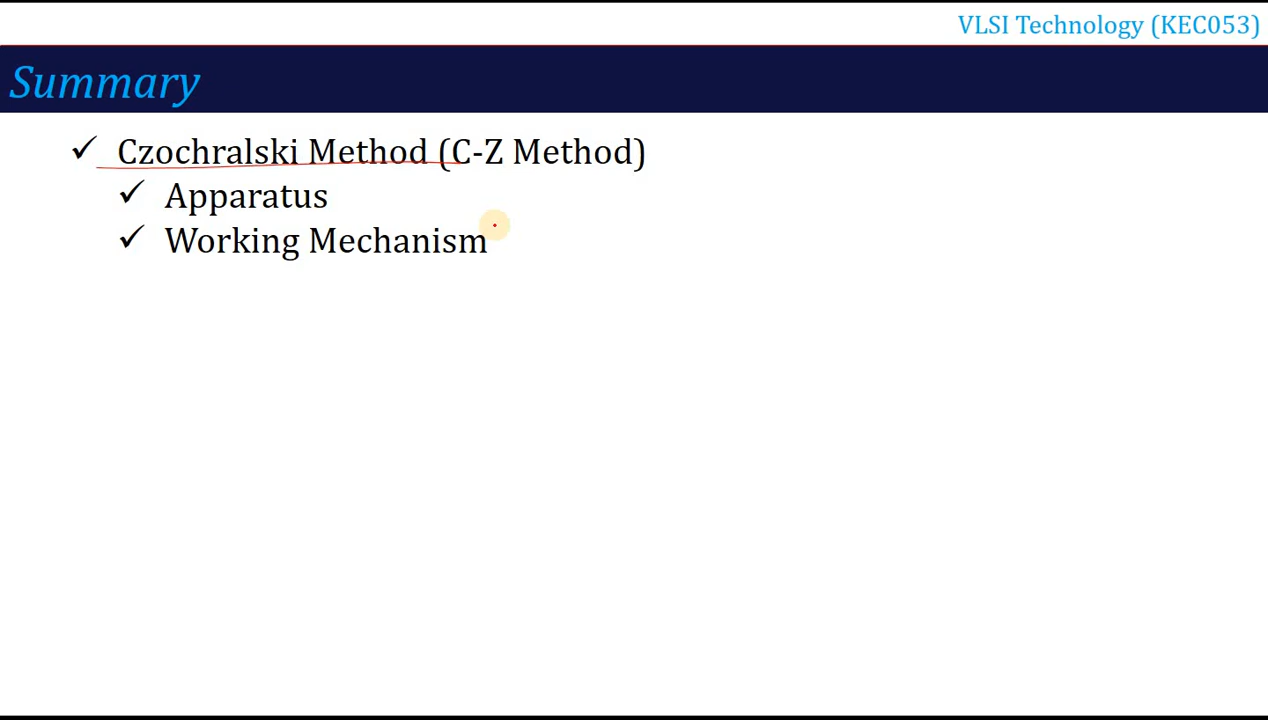 VLSI Technology (KEC053)
Summary
✓ Czochralski Method (C-Z Method)
✓ Apparatus
✓ Working Mechanism